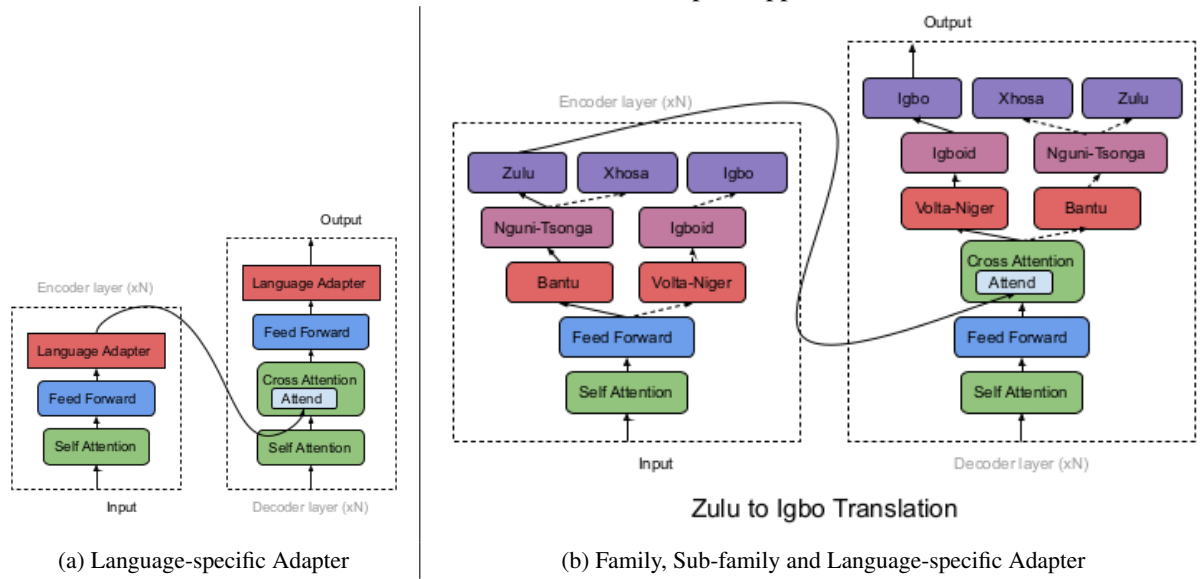 Output
Encoder layer (xN)
Language Adapter
Language Adapter
Feed Forward
Feed Forward
Cross Attention
Attend
Self Attention
Self Attention
Input
Decoder layer (xN)
(a) Language-specific Adapter
Output
Encoder layer (xN)
Igbo
Xhosa
Zulu
Igboid
Nguni-Tsonga
Volta-Niger
Bantu
Cross Attention
Attend
Feed Forward
Self Attention
Zulu
Xhosa
Igbo
Nguni-Tsonga
Igboid
Bantu
Volta-Niger
Feed Forward
Self Attention
Input
Decoder layer (xN)
Zulu to Igbo Translation
(b) Family, Sub-family and Language-specific Adapter